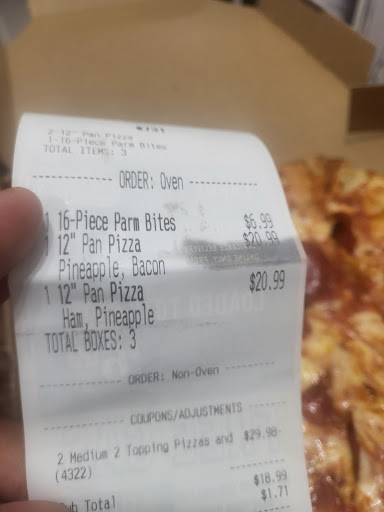 2-12" Pan Pizza
1-16-Piece Parm Bites
TOTAL ITEMS: 3
ORDER: Oven
1 16-Piece Parm Bites $6.99
1 12" Pan Pizza $20.99
Pineapple, Bacon
1 12" Pan Pizza $20.99
Ham, Pineapple
TOTAL BOXES: 3
ORDER: Non-Oven
COUPONS/ADJUSTMENTS
2 Medium 2 Topping Pizzas and $29.98-
(4322)
Sub Total $18.99
$1.71